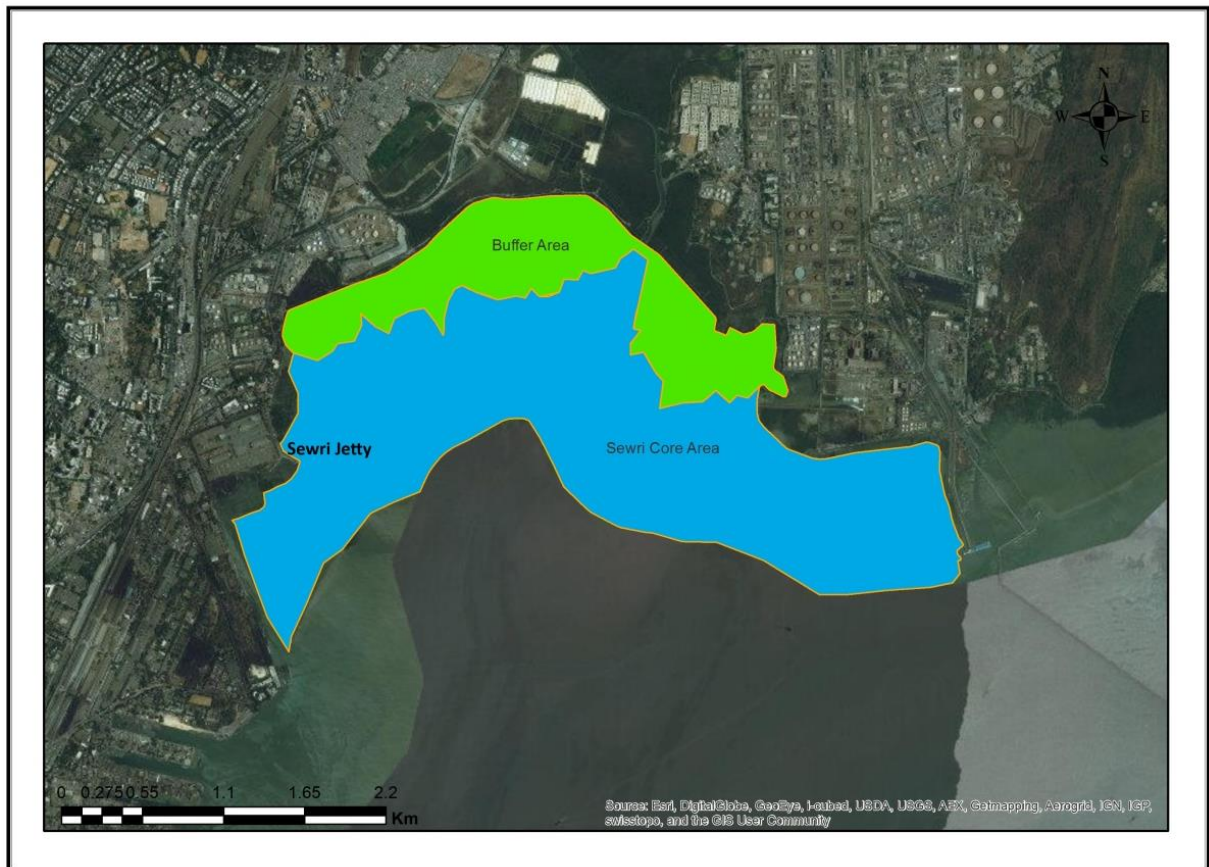 N
W E
S
Buffer Area
Sewri Jetty
Sewri Core Area
0 0.275 0.55 1.1 1.65 2.2
Km
Source: Esri, DigitalGlobe, GeoEye, i-cubed, USDA, USGS, AEX, Getmapping, Aerogrid, IGN, IGP,
swisstopo, and the GIS User Community